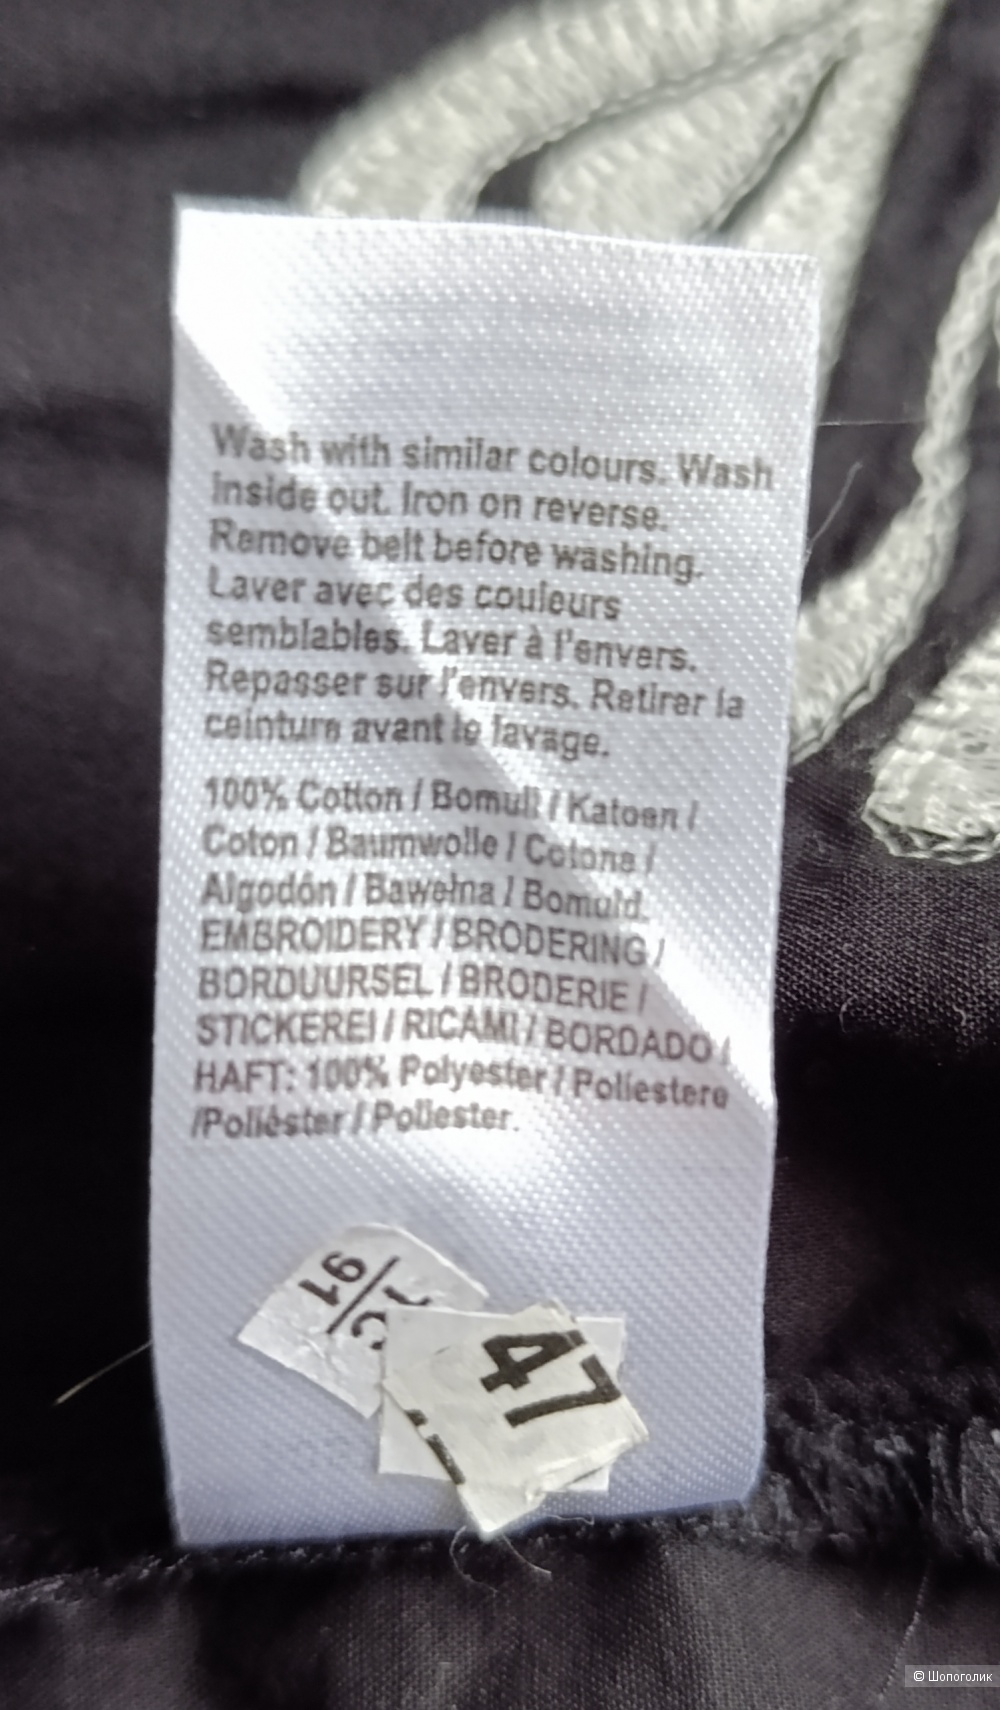 Wash with similar colours. Wash
inside out. Iron on reverse.
Remove belt before washing.
Laver avec des couleurs
semblables. Laver à l'envers.
Repasser sur l'envers. Retirer la
ceinture avant le lavage.
100% Cotton / Bomull / Katoen /
Coton / Baumwolle / Cotone /
Algodón / Bawełna / Bomuld.
EMBROIDERY / BRODERING /
BORDUURSEL / BRODERIE /
STICKEREI / RICAMI / BORDADO /
HAFT: 100% Polyester / Poliestere
/Poliéster / Poliester.
91
47
© Шопоголик